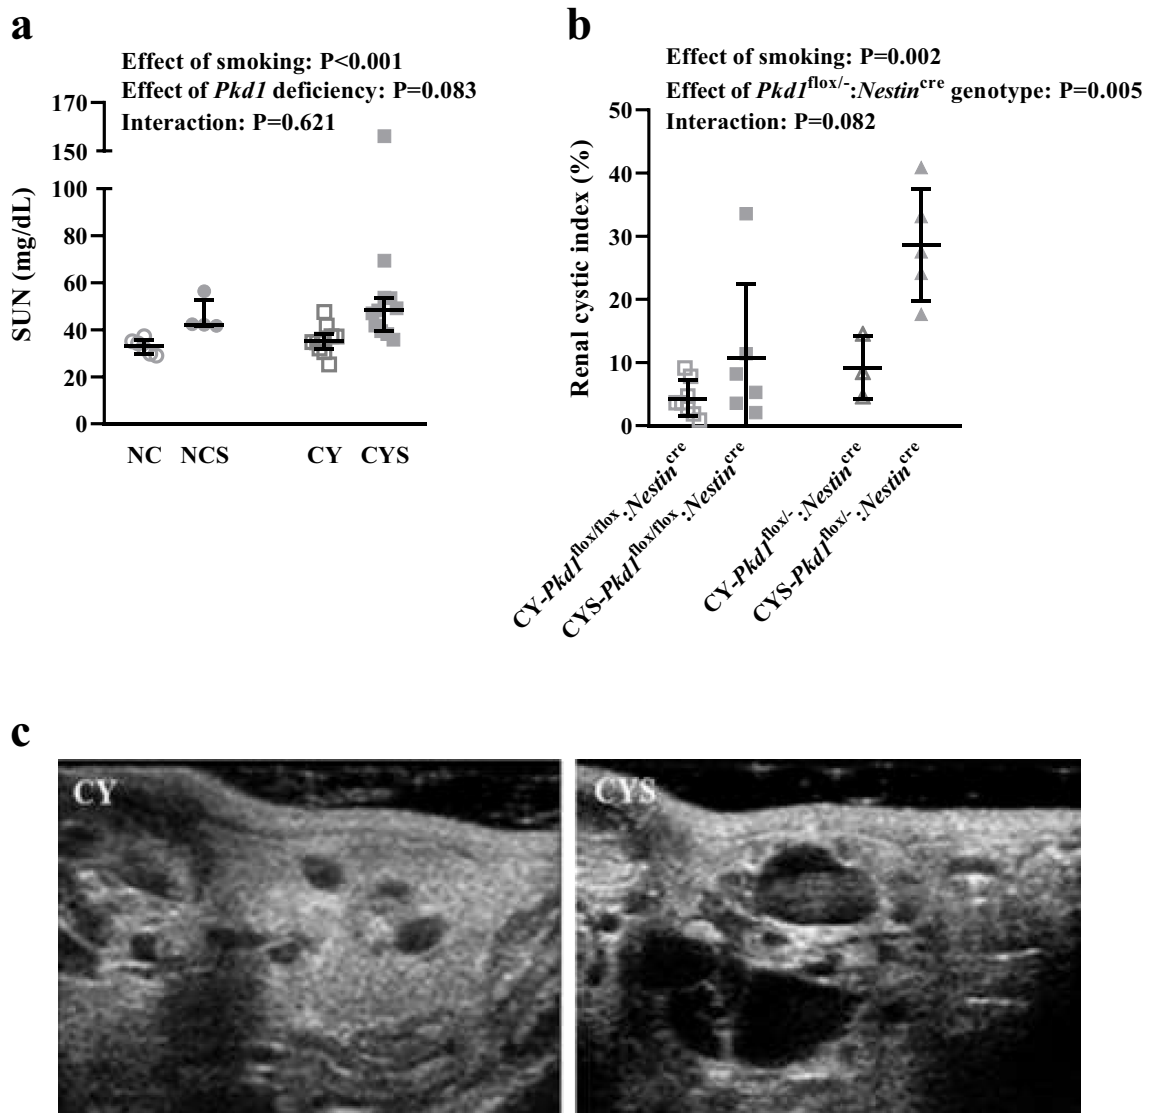 a
Effect of smoking: P<0.001
Effect of Pkd1 deficiency: P=0.083
Interaction: P=0.621
SUN (mg/dL)
170
150
100
80
60
40
20
0
NC NCS CY CYS
b
Effect of smoking: P=0.002
Effect of Pkd1flox/-:Nestincre genotype: P=0.005
Interaction: P=0.082
Renal cystic index (%)
50
40
30
20
10
0
CY-Pkd1flox/flox:Nestincre
CYS-Pkd1flox/flox:Nestincre
CY-Pkd1flox/-:Nestincre
CYS-Pkd1flox/-:Nestincre
c
CY
CYS